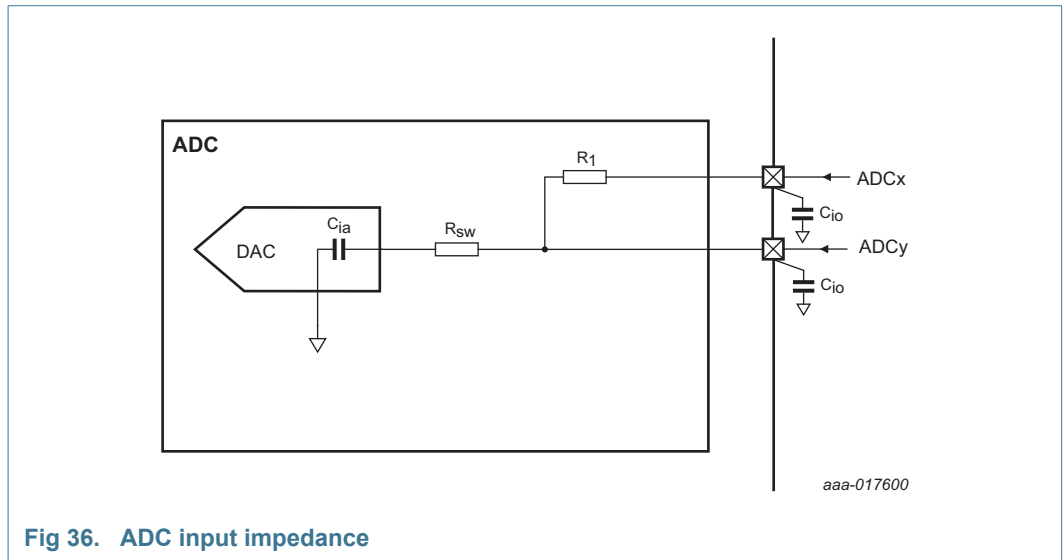 ADC
R1
ADCx
Cio
Cia
Rsw
DAC
ADCy
Cio
aaa-017600
Fig 36. ADC input impedance